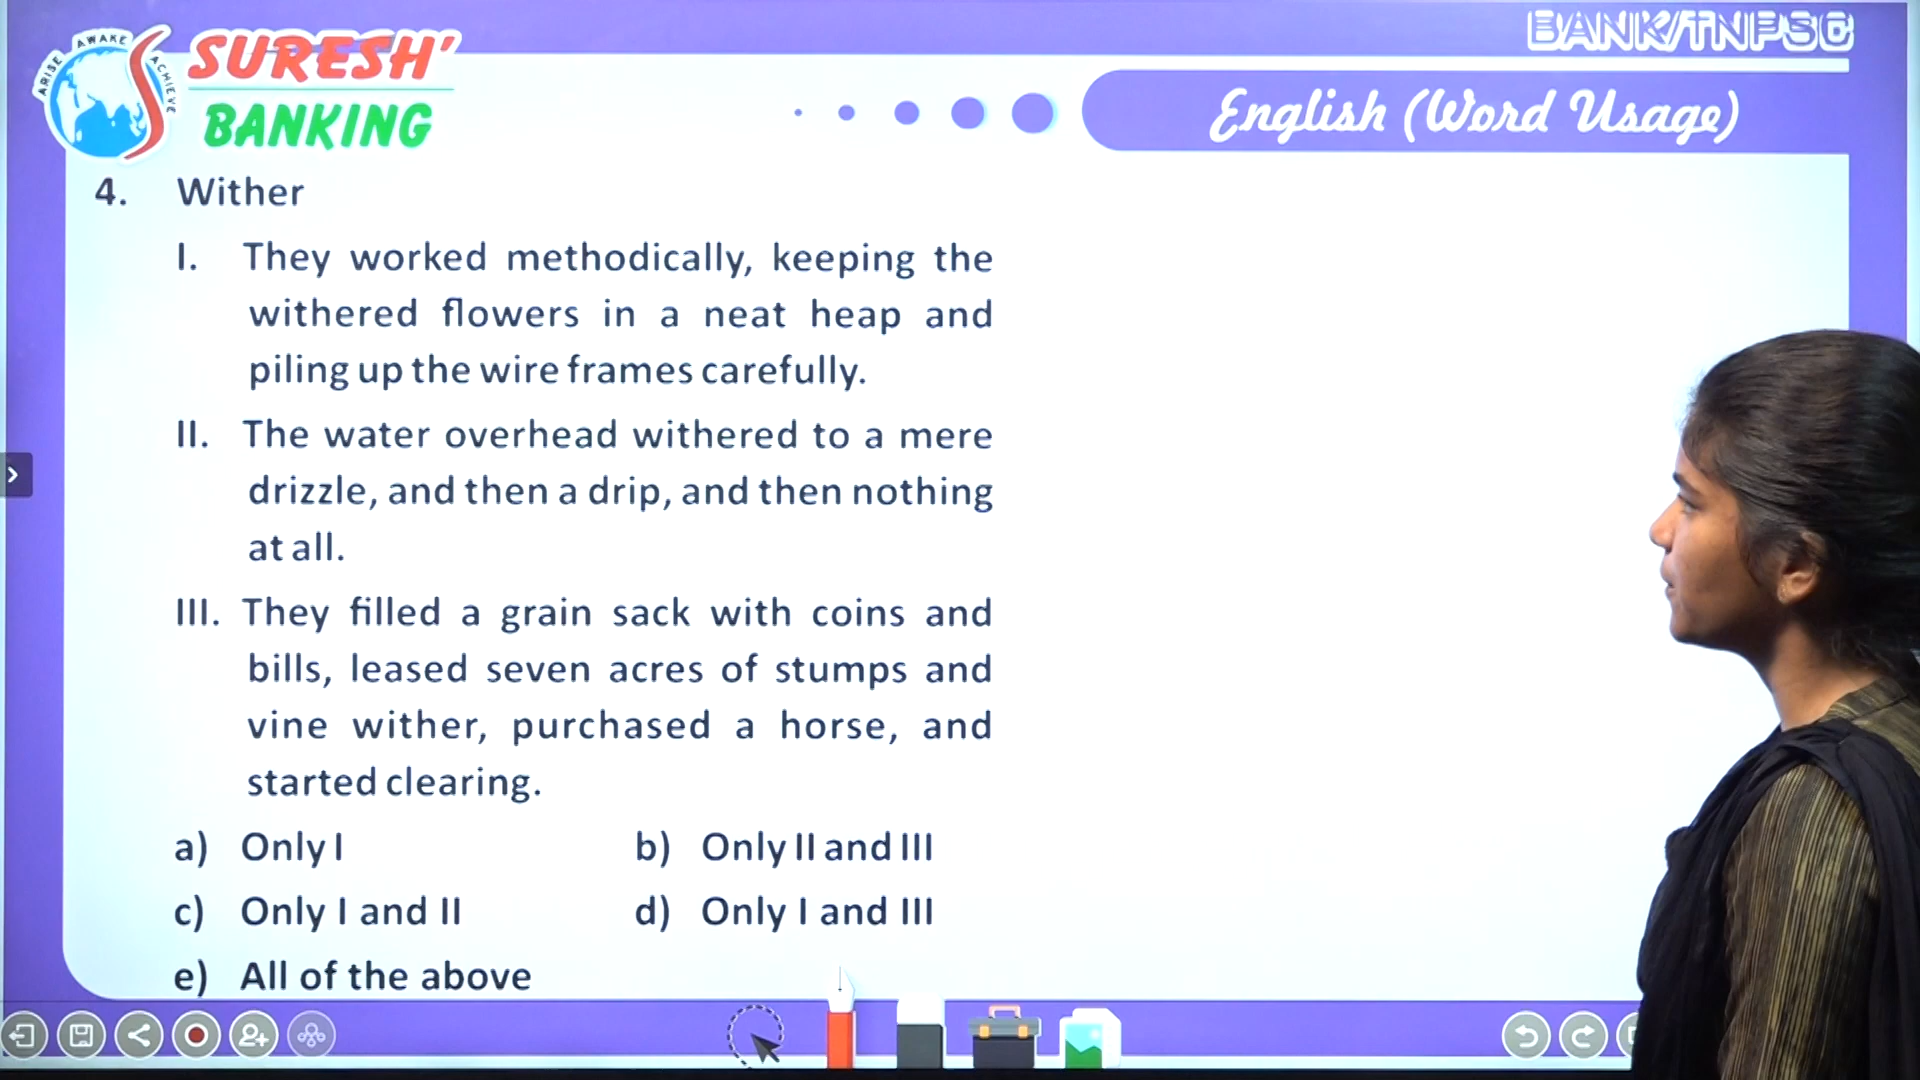 BANK/TNPSC
ARISE AWAKE ACHIEVE
SURESH'
BANKING
English (Word Usage)
4. Wither
I. They worked methodically, keeping the
withered flowers in a neat heap and
piling up the wire frames carefully.
II. The water overhead withered to a mere
drizzle, and then a drip, and then nothing
at all.
III. They filled a grain sack with coins and
bills, leased seven acres of stumps and
vine wither, purchased a horse, and
started clearing.
a) Only I b) Only II and III
c) Only I and II d) Only I and III
e) All of the above